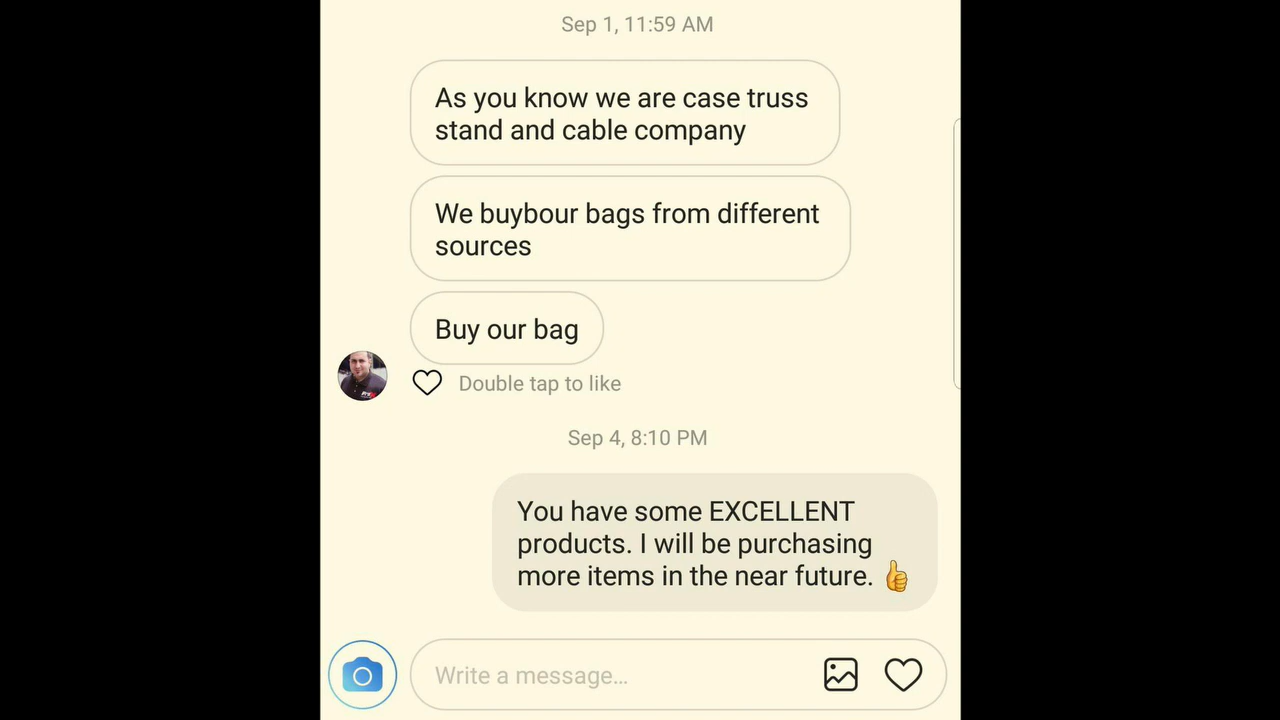 Sep 1, 11:59 AM
As you know we are case truss
stand and cable company
We buybour bags from different
sources
Buy our bag
Double tap to like
Sep 4, 8:10 PM
You have some EXCELLENT
products. I will be purchasing
more items in the near future. 👍
Write a message...